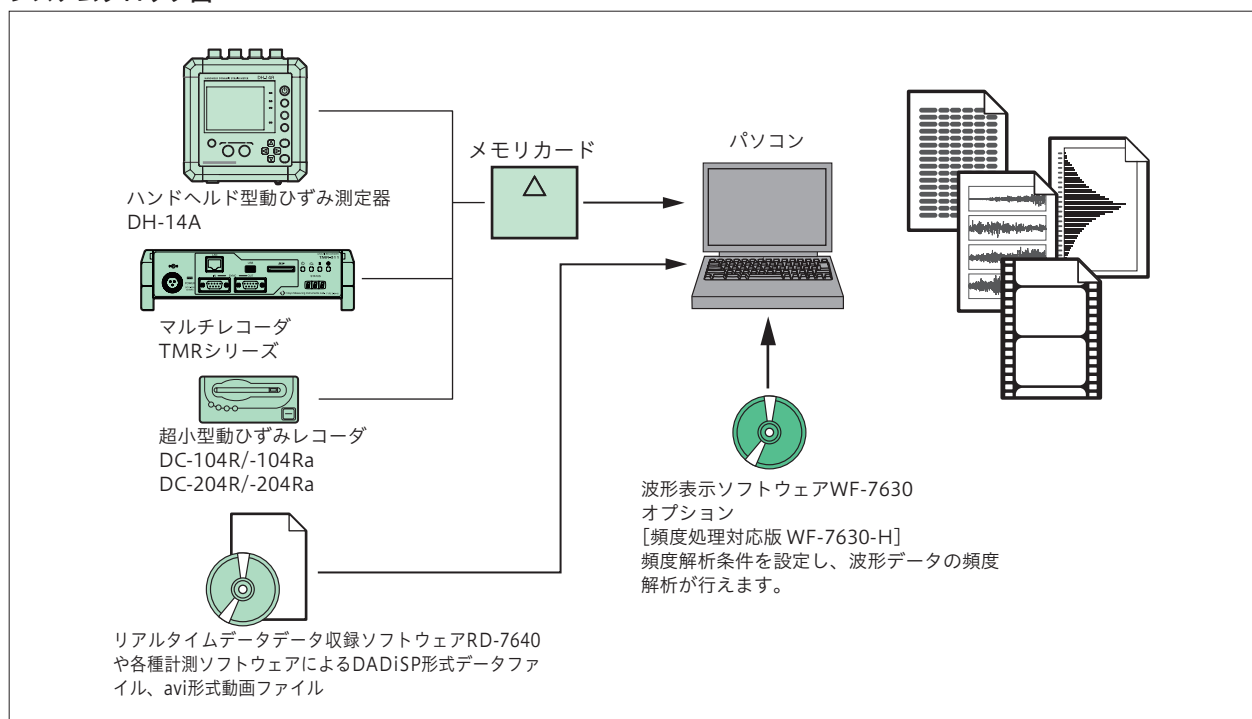 ハンドヘルド型動ひずみ測定器
DH-14A
メモリカード
パソコン
マルチレコーダ
TMRシリーズ
超小型動ひずみレコーダ
DC-104R/-104Ra
DC-204R/-204Ra
波形表示ソフトウェアWF-7630
オプション
[頻度処理対応版 WF-7630-H]
頻度解析条件を設定し、波形データの頻度
解析が行えます。
リアルタイムデータデータ収録ソフトウェアRD-7640
や各種計測ソフトウェアによるDADiSP形式データファ
イル、avi形式動画ファイル